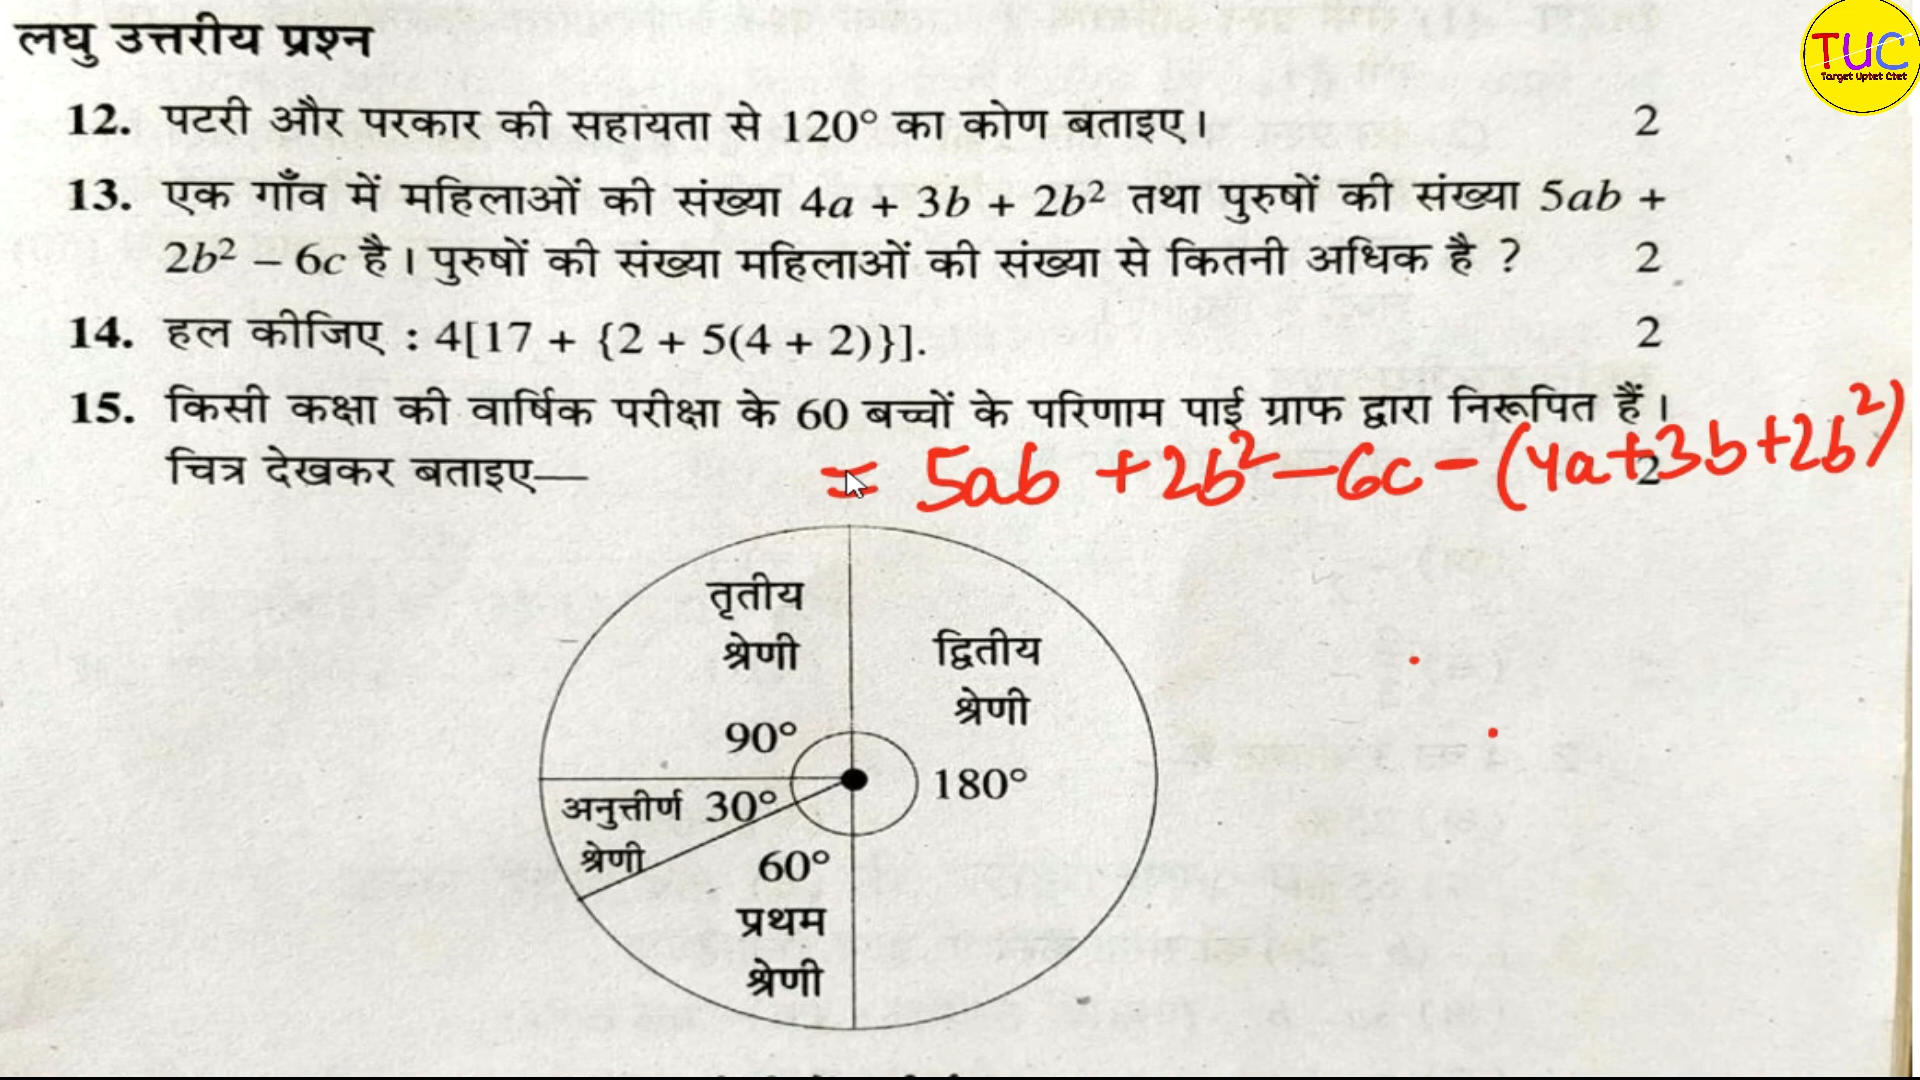 लघु उत्तरीय प्रश्न
TUC
Target Uptet Ctet
12. पटरी और परकार की सहायता से 120° का कोण बताइए। 2
13. एक गाँव में महिलाओं की संख्या 4a + 3b + 2b² तथा पुरुषों की संख्या 5ab +
2b² – 6c है। पुरुषों की संख्या महिलाओं की संख्या से कितनी अधिक है ? 2
14. हल कीजिए : 4[17 + {2 + 5(4 + 2)}]. 2
15. किसी कक्षा की वार्षिक परीक्षा के 60 बच्चों के परिणाम पाई ग्राफ द्वारा निरूपित हैं।
चित्र देखकर बताइए— 2
= 5ab + 2b² – 6c – (4a + 3b + 2b²)
तृतीय
श्रेणी
90°
द्वितीय
श्रेणी
180°
अनुत्तीर्ण 30°
श्रेणी
60°
प्रथम
श्रेणी